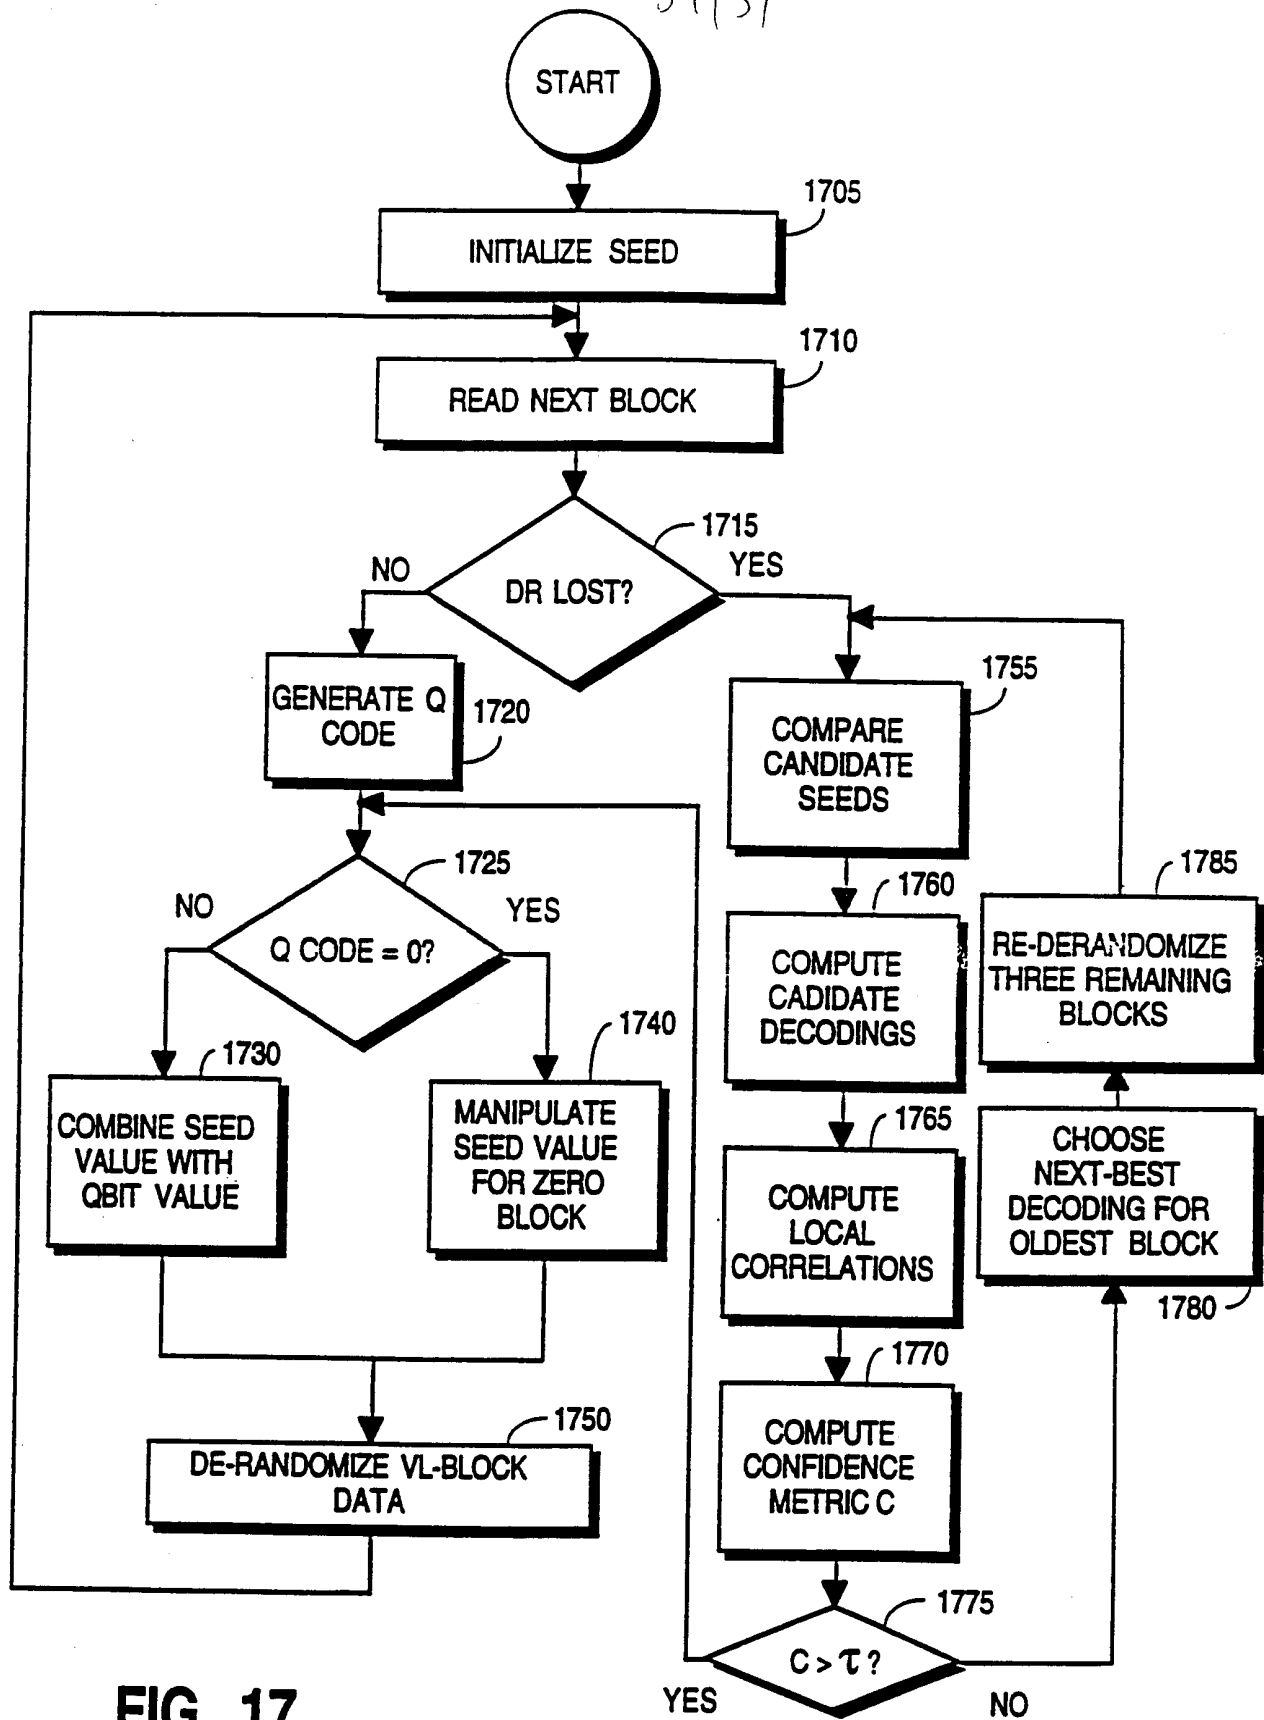 START
1705
INITIALIZE SEED
1710
READ NEXT BLOCK
1715
NO
YES
DR LOST?
1755
GENERATE Q
CODE
1720
COMPARE
CANDIDATE
SEEDS
1725
NO
YES
Q CODE = 0?
1760
1785
COMPUTE
CADIDATE
DECODINGS
RE-DERANDOMIZE
THREE REMAINING
BLOCKS
1730
1740
COMBINE SEED
VALUE WITH
QBIT VALUE
MANIPULATE
SEED VALUE
FOR ZERO
BLOCK
1765
CHOOSE
NEXT-BEST
DECODING FOR
OLDEST BLOCK
1780
COMPUTE
LOCAL
CORRELATIONS
1770
1750
DE-RANDOMIZE VL-BLOCK
DATA
COMPUTE
CONFIDENCE
METRIC C
1775
C > τ ?
YES
NO
FIG. 17